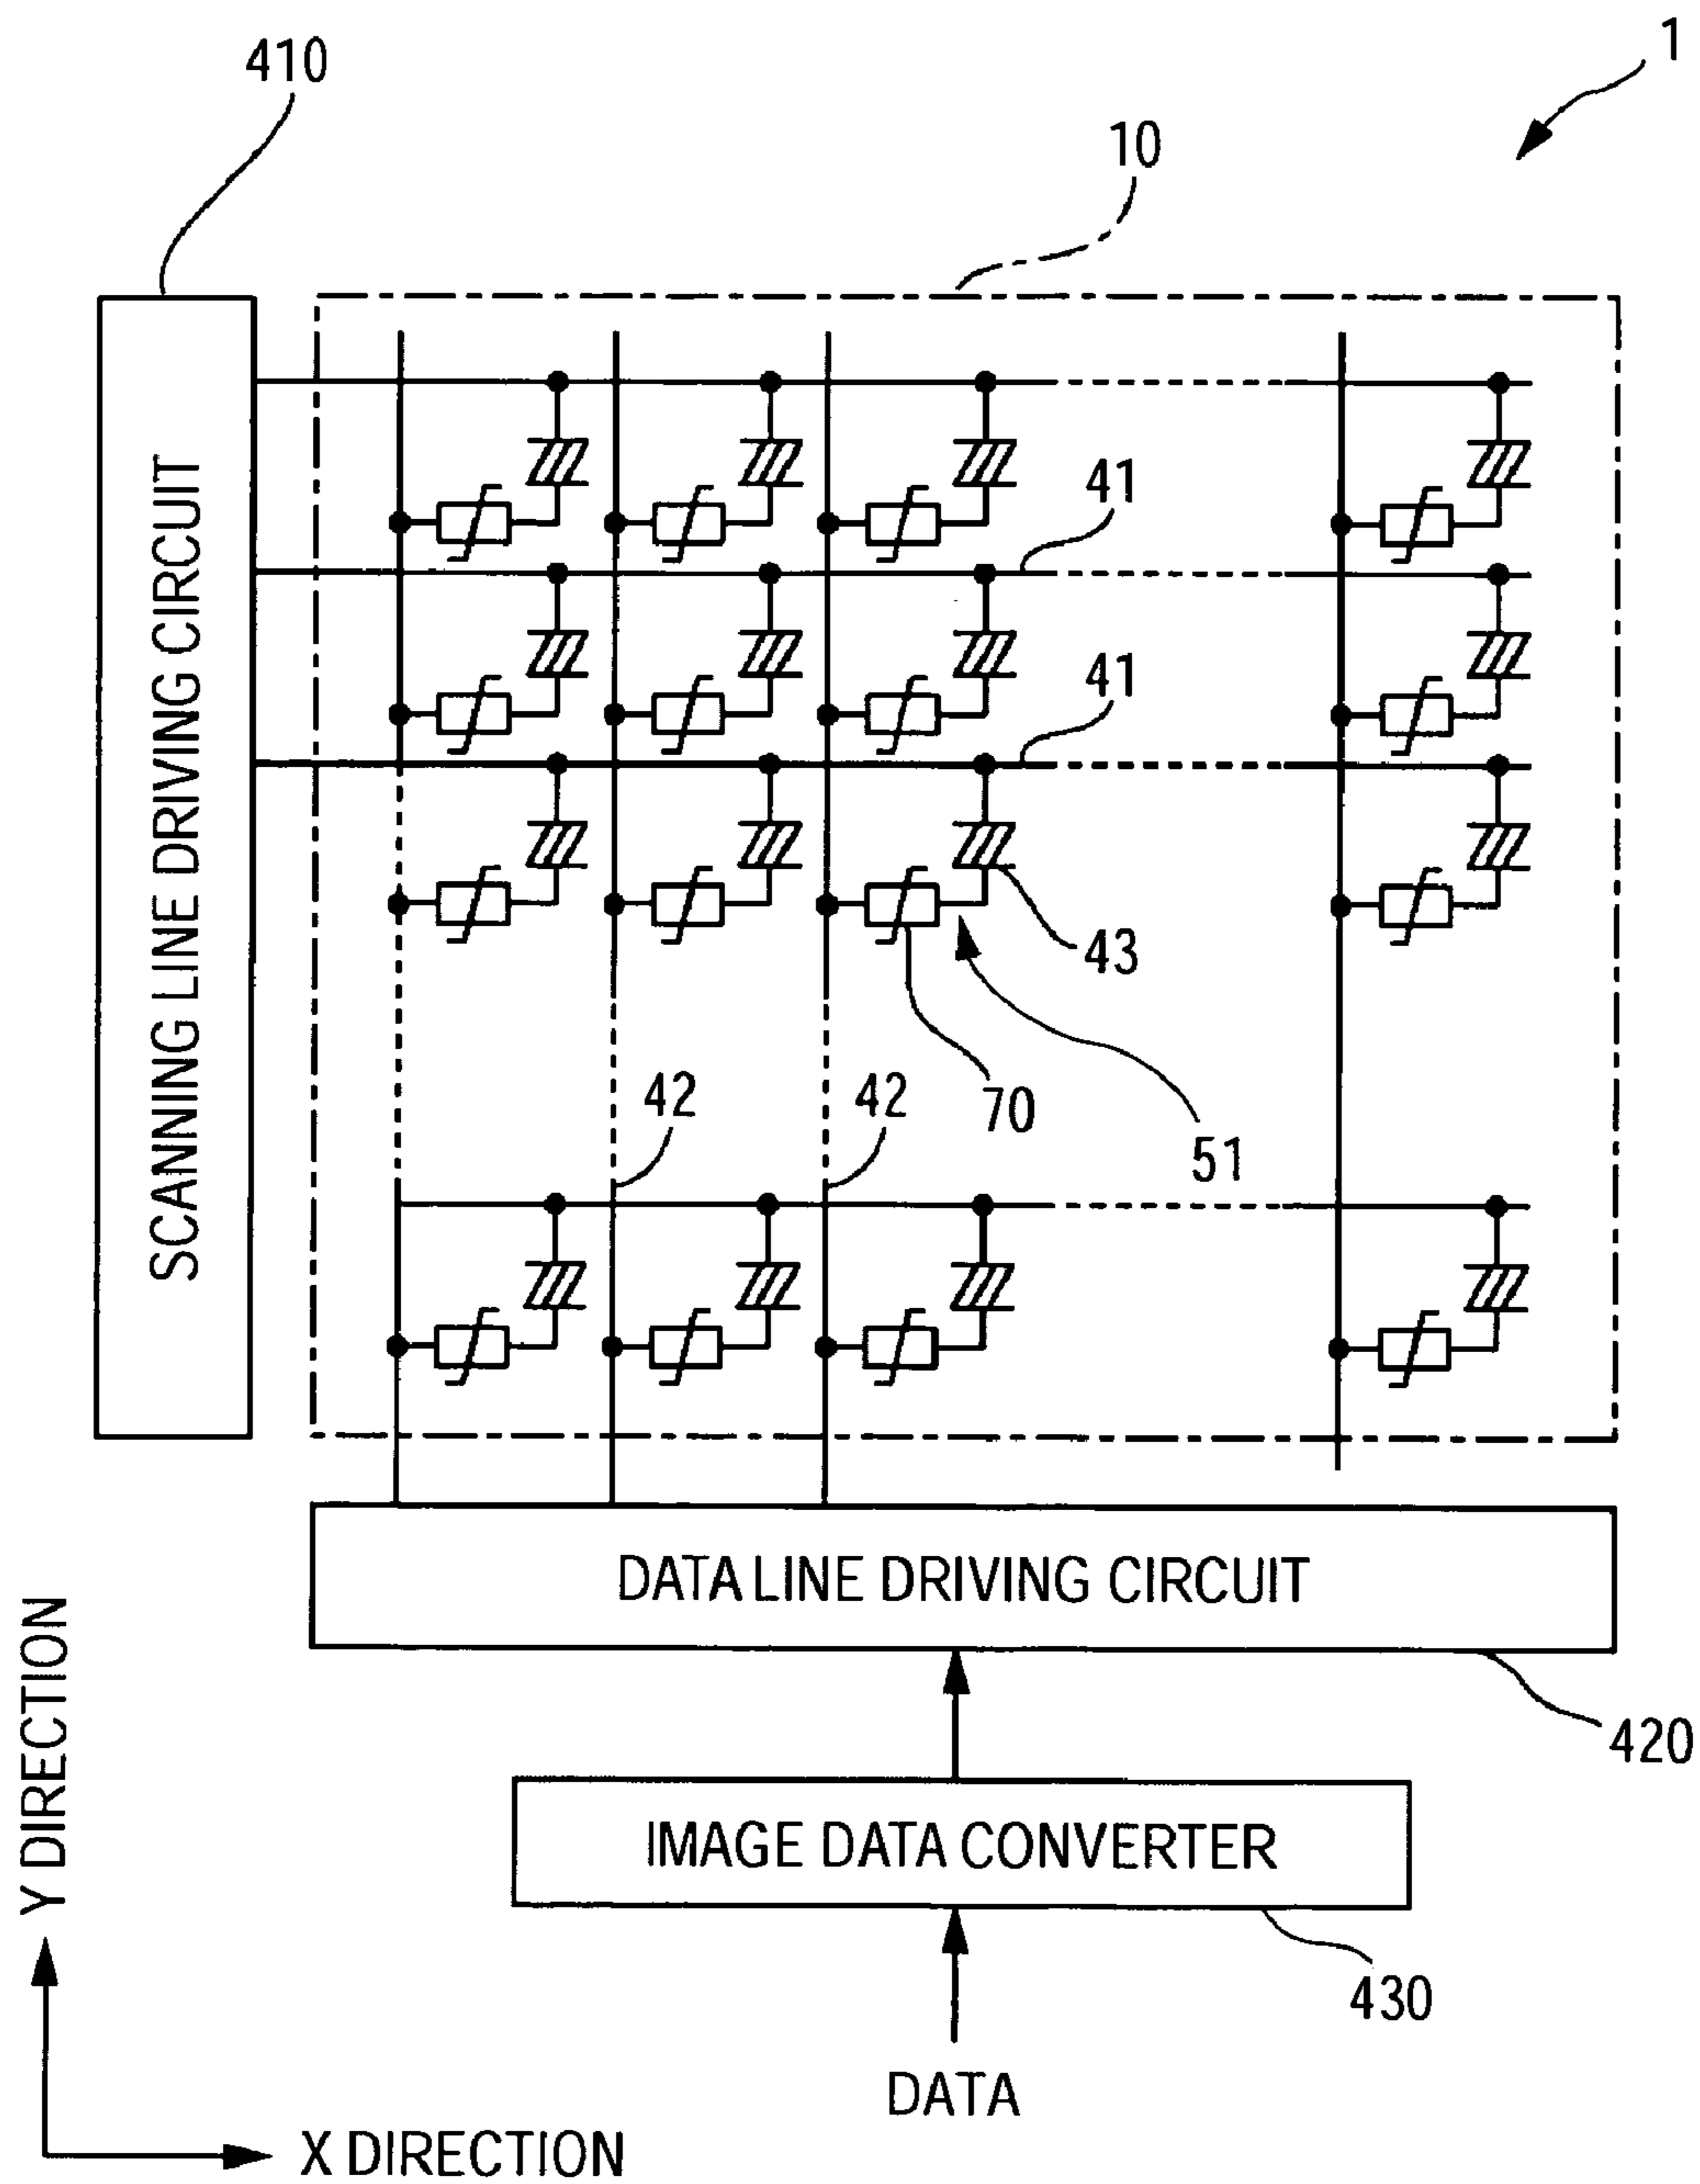 1
410
10
SCANNING LINE DRIVING CIRCUIT
41
41
43
70
51
42
42
DATA LINE DRIVING CIRCUIT
420
IMAGE DATA CONVERTER
430
DATA
Y DIRECTION
X DIRECTION